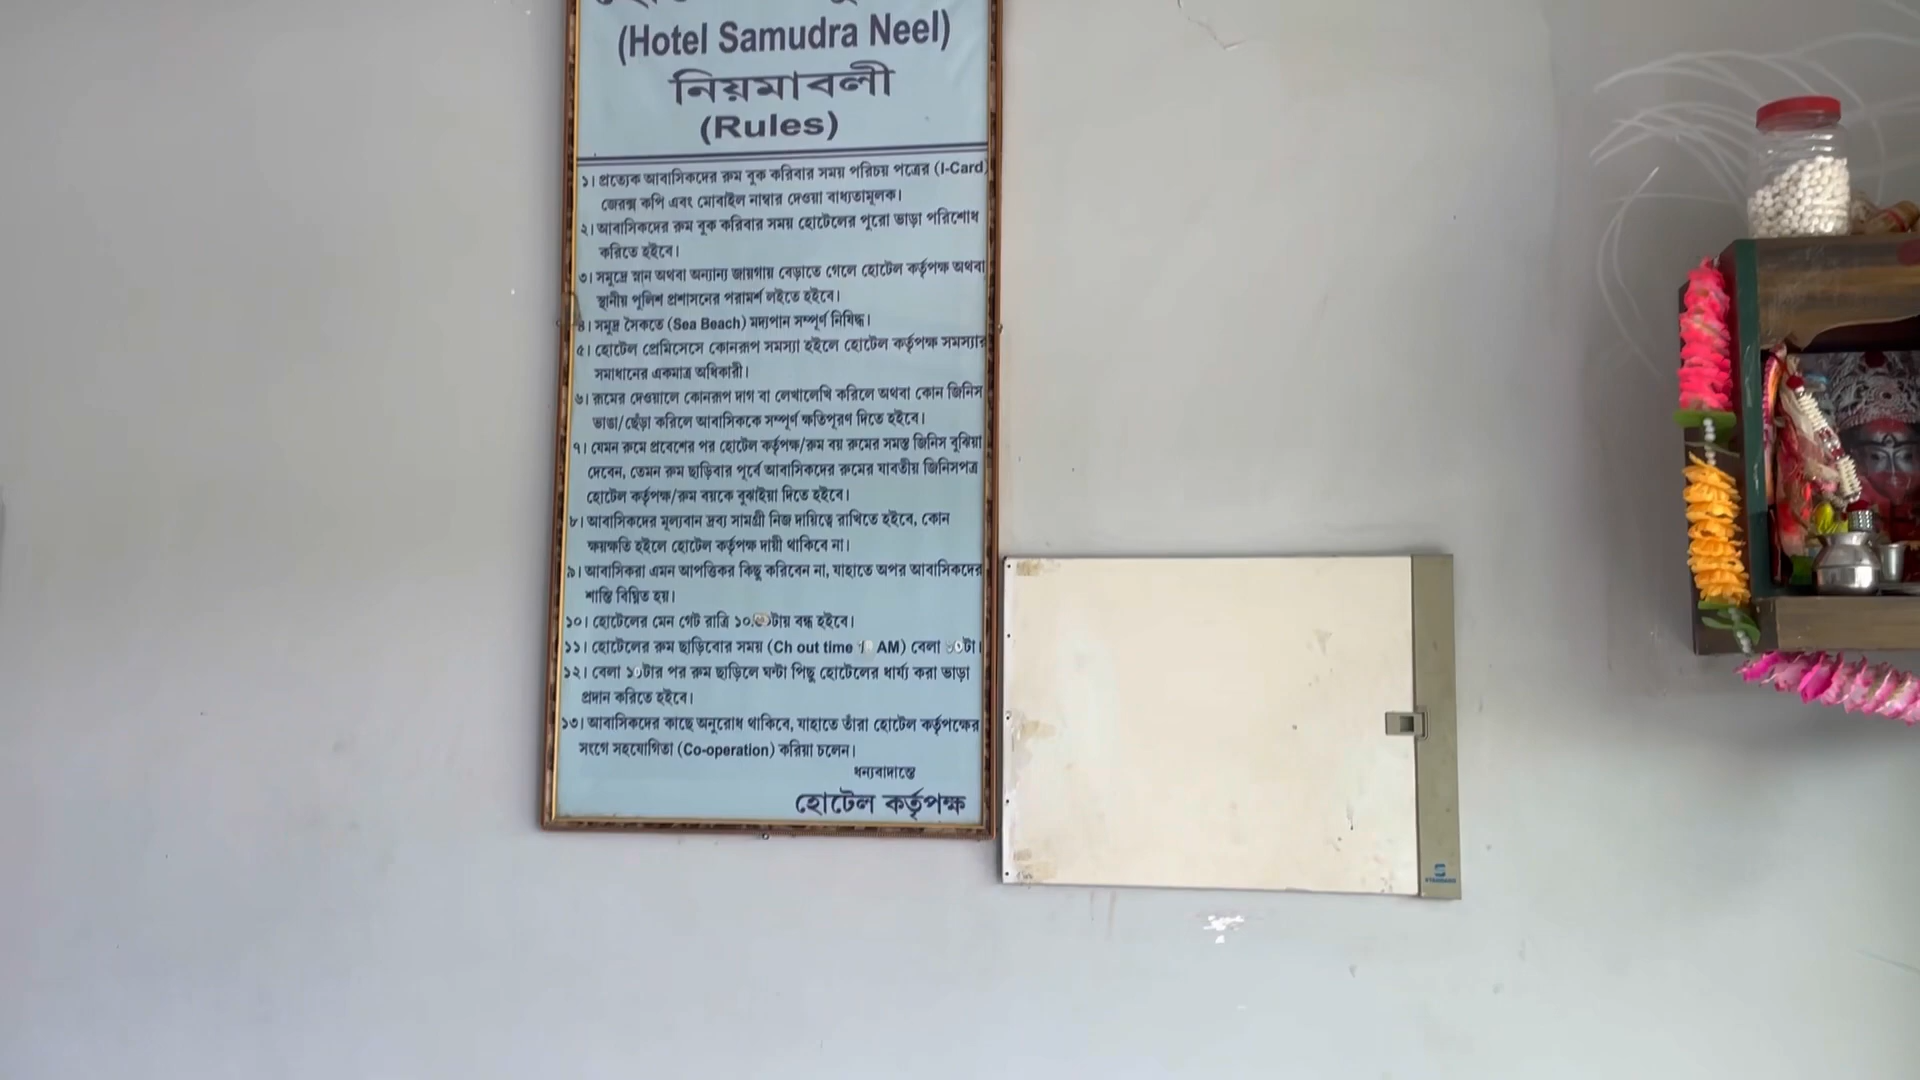 (Hotel Samudra Neel)
নিয়মাবলী
(Rules)
১। প্রত্যেক আবাসিকদের রুম বুক করিবার সময় পরিচয় পত্রের (I-Card)
জেরক্স কপি এবং মোবাইল নাম্বার দেওয়া বাধ্যতামূলক।
২। আবাসিকদের রুম বুক করিবার সময় হোটেলের পুরো ভাড়া পরিশোধ
করিতে হইবে।
৩। সমুদ্রে স্নান অথবা অন্যান্য জায়গায় বেড়াতে গেলে হোটেল কর্তৃপক্ষ অথবা
স্থানীয় পুলিশ প্রশাসনের পরামর্শ লইতে হইবে।
৪। সমুদ্র সৈকতে (Sea Beach) মদ্যপান সম্পূর্ণ নিষিদ্ধ।
৫। হোটেল প্রেমিসেসে কোনরূপ সমস্যা হইলে হোটেল কর্তৃপক্ষ সমস্যার
সমাধানের একমাত্র অধিকারী।
৬। রূমের দেওয়ালে কোনরূপ দাগ বা লেখালেখি করিলে অথবা কোন জিনিস
ভাঙা/ছেঁড়া করিলে আবাসিককে সম্পূর্ণ ক্ষতিপূরণ দিতে হইবে।
৭। যেমন রুমে প্রবেশের পর হোটেল কর্তৃপক্ষ/রুম বয় রুমের সমস্ত জিনিস বুঝিয়া
দেবেন, তেমন রুম ছাড়িবার পূর্বে আবাসিকদের রুমের যাবতীয় জিনিসপত্র
হোটেল কর্তৃপক্ষ/রুম বয়কে বুঝাইয়া দিতে হইবে।
৮। আবাসিকদের মূল্যবান দ্রব্য সামগ্রী নিজ দায়িত্বে রাখিতে হইবে, কোন
ক্ষয়ক্ষতি হইলে হোটেল কর্তৃপক্ষ দায়ী থাকিবে না।
৯। আবাসিকরা এমন আপত্তিকর কিছু করিবেন না, যাহাতে অপর আবাসিকদের
শান্তি বিঘ্নিত হয়।
১০। হোটেলের মেন গেট রাত্রি বন্ধ হইবে।
১১। হোটেলের রুম ছাড়িবোর সময় (Ch out time AM) বেলা
১২। বেলা ১০টার পর রুম ছাড়িলে ঘন্টা পিছু হোটেলের ধার্য্য করা ভাড়া
প্রদান করিতে হইবে।
১৩। আবাসিকদের কাছে অনুরোধ থাকিবে, যাহাতে তাঁরা হোটেল কর্তৃপক্ষের
সংগে সহযোগিতা (Co-operation) করিয়া চলেন।
ধন্যবাদান্তে
হোটেল কর্তৃপক্ষ